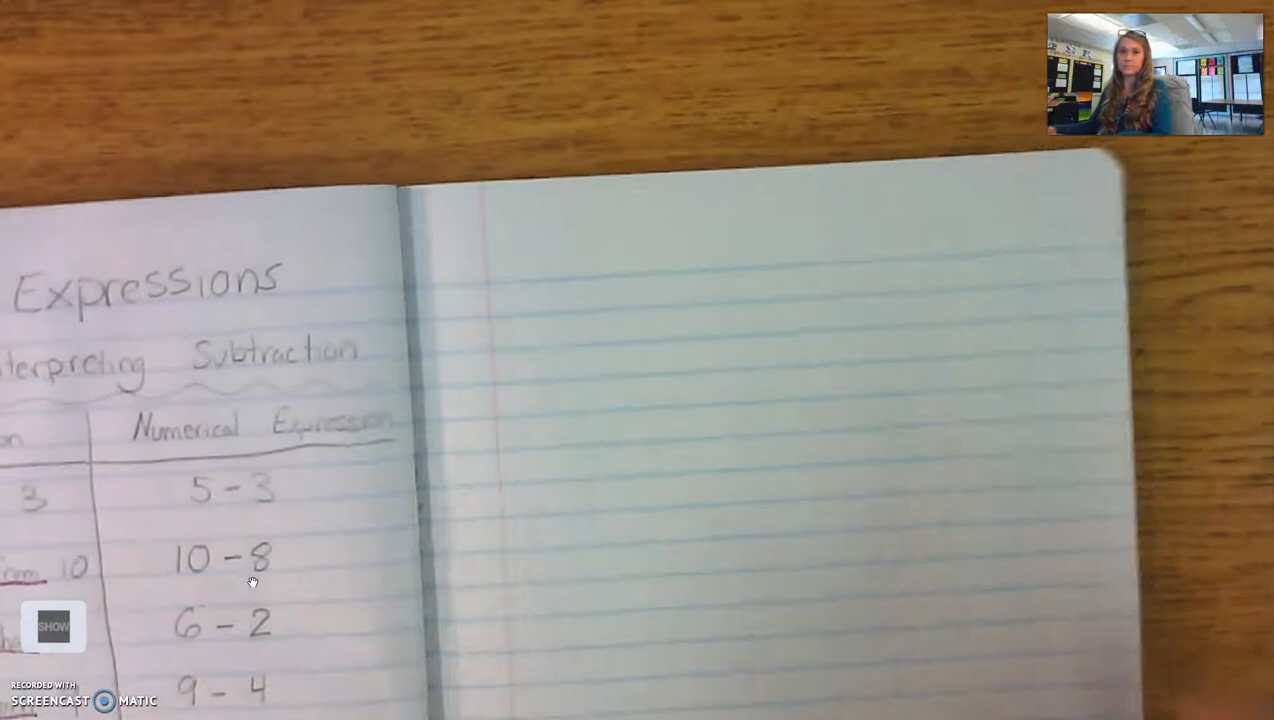 Expressions
Subtraction
Numerical Expression
3 5 - 3
10 10 - 8
6 - 2
9 - 4
SHOW
RECORDED WITH
SCREENCAST MATIC